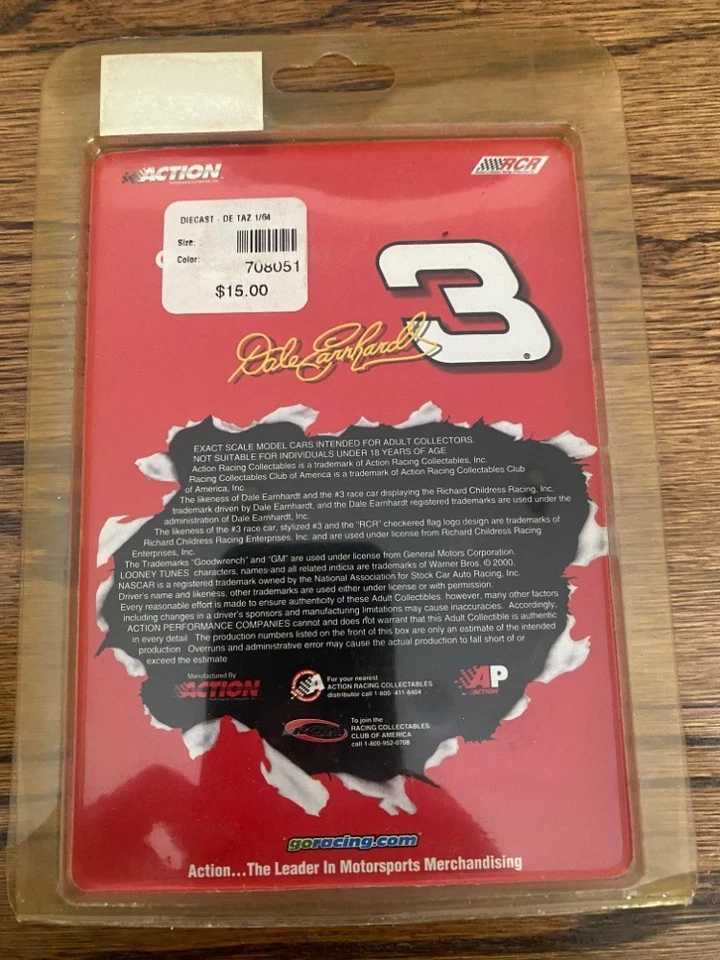 ACTION
RCR
DIECAST - DE TAZ 1/64
Size:
Color:
708051
$15.00
3
Dale Earnhardt
EXACT SCALE MODEL CARS INTENDED FOR ADULT COLLECTORS.
NOT SUITABLE FOR INDIVIDUALS UNDER 18 YEARS OF AGE
Action Racing Collectables is a trademark of Action Racing Collectables, Inc.
Racing Collectables Club of America is a trademark of Action Racing Collectables Club
of America, Inc.
The likeness of Dale Earnhardt and the #3 race car displaying the Richard Childress Racing, Inc.
trademark driven by Dale Earnhardt, and the Dale Earnhardt registered trademarks are used under the
administration of Dale Earnhardt, Inc.
The likeness of the #3 race car, stylized #3 and the "RCR" checkered flag logo design are trademarks of
Richard Childress Racing Enterprises, Inc. and are used under license from Richard Childress Racing
Enterprises, Inc.
The Trademarks "Goodwrench" and "GM" are used under license from General Motors Corporation.
LOONEY TUNES characters, names and all related indicia are trademarks of Warner Bros. © 2000.
NASCAR is a registered trademark owned by the National Association for Stock Car Auto Racing, Inc.
Driver's name and likeness, other trademarks are used either under license or with permission.
Every reasonable effort is made to ensure authenticity of these Adult Collectibles, however, many other factors
including changes in a driver's sponsors and manufacturing limitations may cause inaccuracies. Accordingly,
ACTION PERFORMANCE COMPANIES cannot and does not warrant that this Adult Collectible is authentic
in every detail The production numbers listed on the front of this box are only an estimate of the intended
production Overruns and administrative error may cause the actual production to fall short of or
exceed the estimate
Manufactured By
ACTION
For your nearest
ACTION RACING COLLECTABLES
distributor call 1-800-411-8404
AP
ACTION
To join the
RACING COLLECTABLES
CLUB OF AMERICA
call 1-800-952-0708
goracing.com
Action...The Leader In Motorsports Merchandising